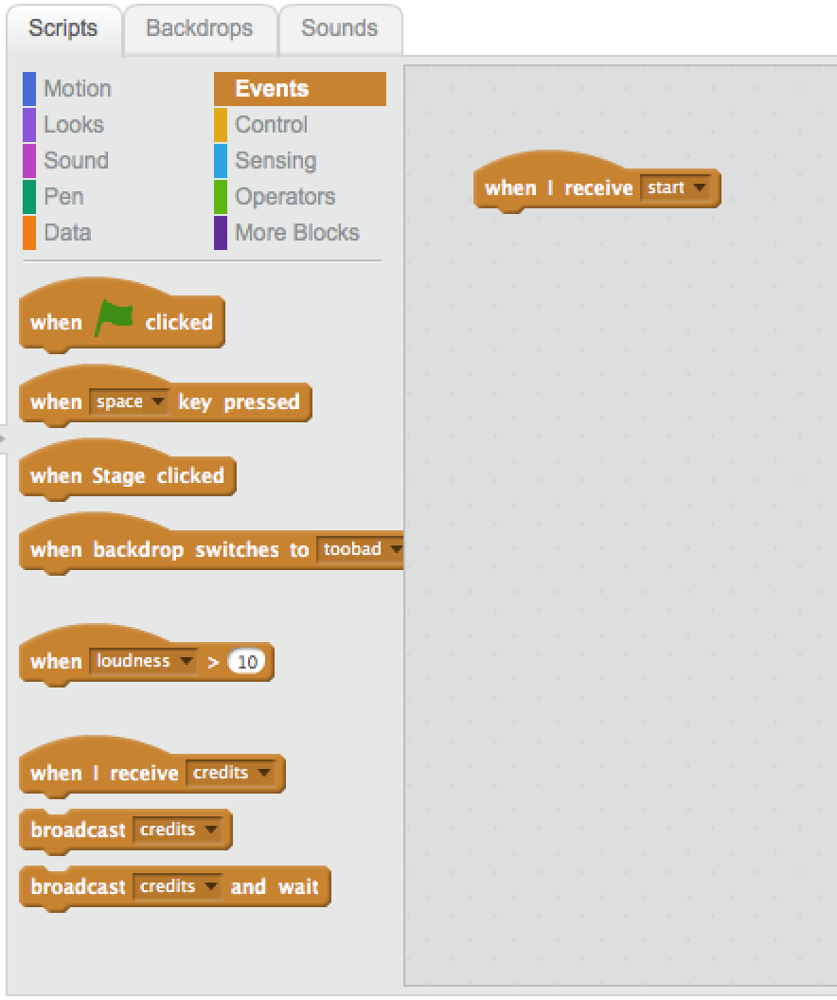 Scripts Backdrops Sounds
Motion Events
Looks Control
Sound Sensing
Pen Operators
Data More Blocks
when I receive start
when clicked
when space key pressed
when Stage clicked
when backdrop switches to toobad
when loudness > 10
when I receive credits
broadcast credits
broadcast credits and wait